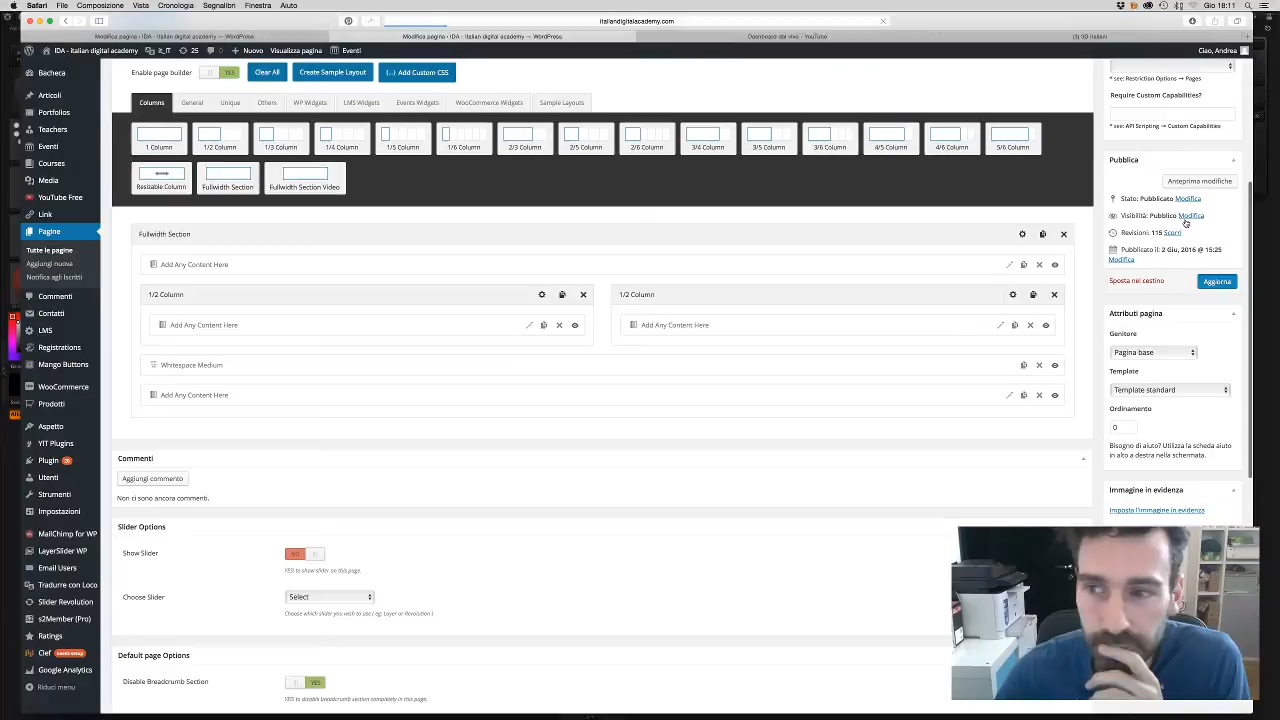 Safari File Composizione Vista Cronologia Segnalibri Finestra Aiuto Gio 18:11
italiandigitalacademy.com
Modifica pagina ‹ IDA - italian digital academy — WordPress
Modifica pagina ‹ IDA - italian digital academy — WordPress
Dashboard dal vivo - YouTube
(3) 3D Italiani
IDA - italian digital academy it_IT 25 0 Nuovo Visualizza pagina Eventi Ciao, Andrea
Bacheca
Articoli
Portfolios
Teachers
Eventi
Courses
Media
YouTube Free
Link
Pagine
Tutte le pagine
Aggiungi nuova
Notifica agli Iscritti
Commenti
Contatti
LMS
Registrations
Mango Buttons
WooCommerce
Prodotti
Aspetto
YIT Plugins
Plugin
Utenti
Strumenti
Impostazioni
MailChimp for WP
LayerSlider WP
Email Users
Tradurre con Loco
Slider Revolution
s2Member (Pro)
Ratings
Clef needs setup
Google Analytics
Riduci menu
Enable page builder YES Clear All Create Sample Layout {..} Add Custom CSS
Columns General Unique Others WP Widgets LMS Widgets Events Widgets WooCommerce Widgets Sample Layouts
1 Column 1/2 Column 1/3 Column 1/4 Column 1/5 Column 1/6 Column 2/3 Column 2/5 Column 2/6 Column 3/4 Column 3/5 Column 3/6 Column 4/5 Column 4/6 Column 5/6 Column
Resizable Column Fullwidth Section Fullwidth Section Video
Fullwidth Section
Add Any Content Here
1/2 Column 1/2 Column
Add Any Content Here Add Any Content Here
Whitespace Medium
Add Any Content Here
Commenti
Aggiungi commento
Non ci sono ancora commenti.
Slider Options
Show Slider NO
YES! to show slider on this page.
Choose Slider Select
Choose which slider you wish to use ( eg: Layer or Revolution )
Default page Options
Disable Breadcrumb Section YES
YES! to disable breadcrumb section completely in this page.
* see: Restriction Options → Pages
Require Custom Capabilities?
* see: API Scripting → Custom Capabilities
Pubblica
Anteprima modifiche
Stato: Pubblicato Modifica
Visibilità: Pubblico Modifica
Revisioni: 115 Scorri
Pubblicato il: 2 Giu, 2016 @ 15:25
Modifica
Sposta nel cestino Aggiorna
Attributi pagina
Genitore
Pagina base
Template
Template standard
Ordinamento
0
Bisogno di aiuto? Utilizza la scheda aiuto
in alto a destra nella schermata.
Immagine in evidenza
Imposta l'immagine in evidenza